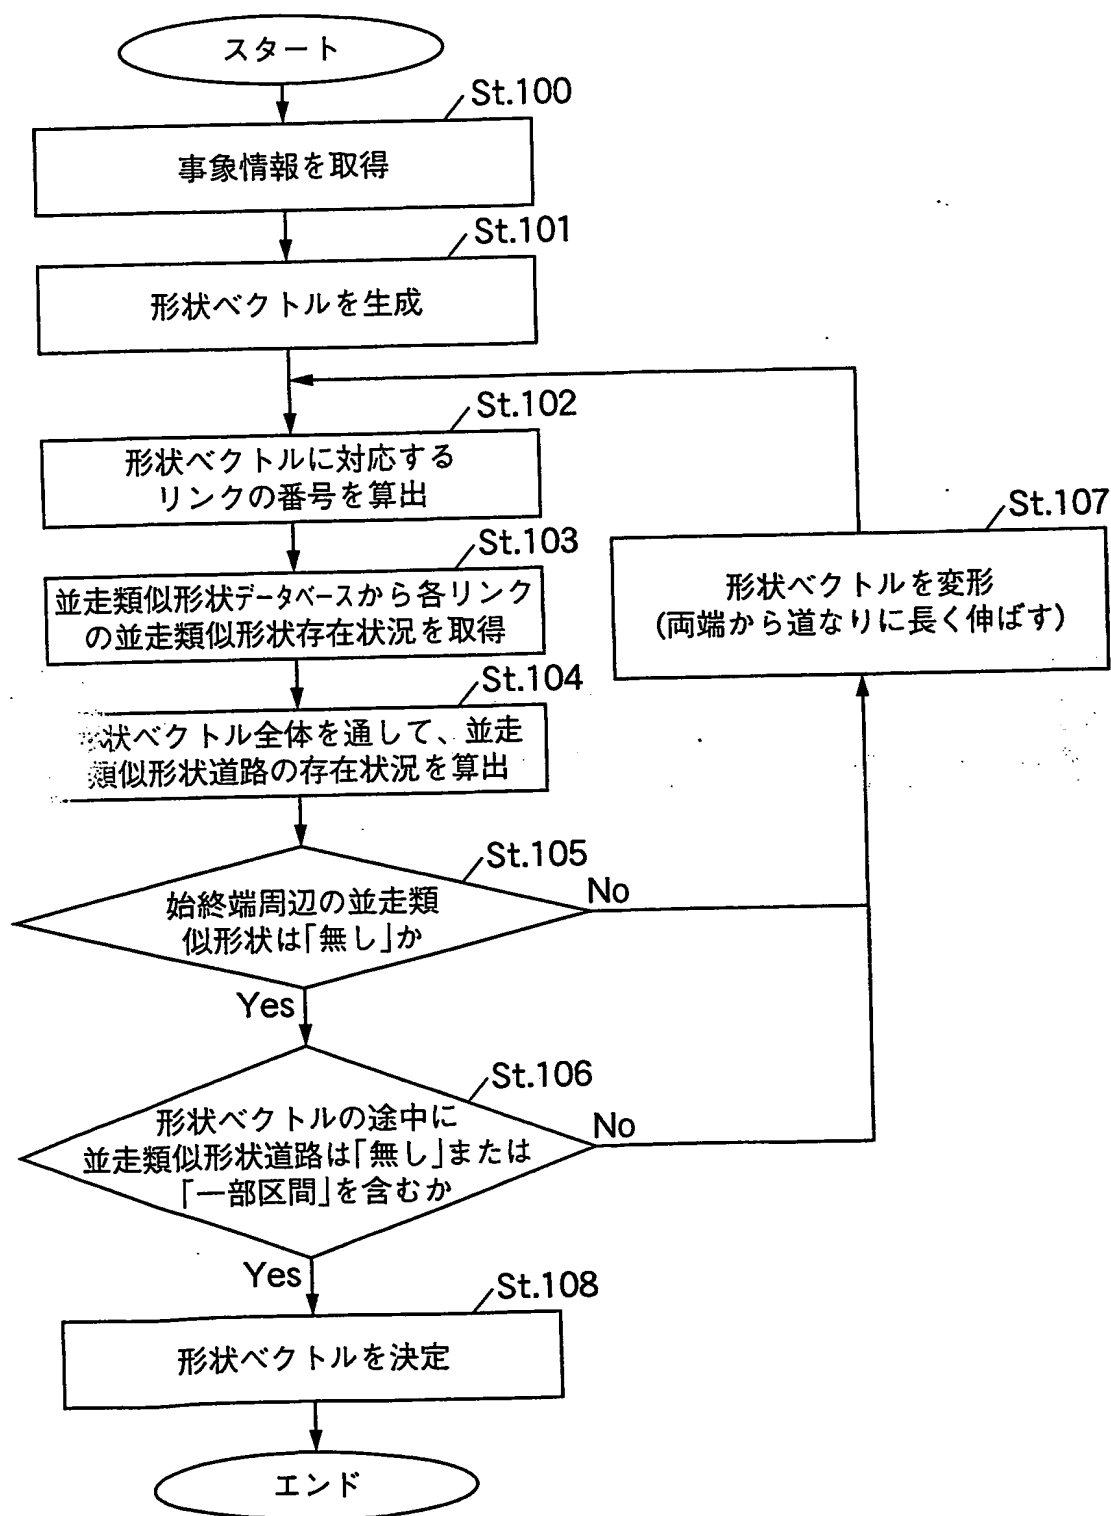 スタート
St.100
事象情報を取得
St.101
形状ベクトルを生成
St.102
形状ベクトルに対応する
リンクの番号を算出
St.103
並走類似形状データベースから各リンク
の並走類似形状存在状況を取得
St.104
状ベクトル全体を通して、並走
類似形状道路の存在状況を算出
St.105
始終端周辺の並走類
似形状は「無し」か
No
Yes
St.106
形状ベクトルの途中に
並走類似形状道路は「無し」または
「一部区間」を含むか
No
Yes
St.107
形状ベクトルを変形
(両端から道なりに長く伸ばす)
St.108
形状ベクトルを決定
エンド